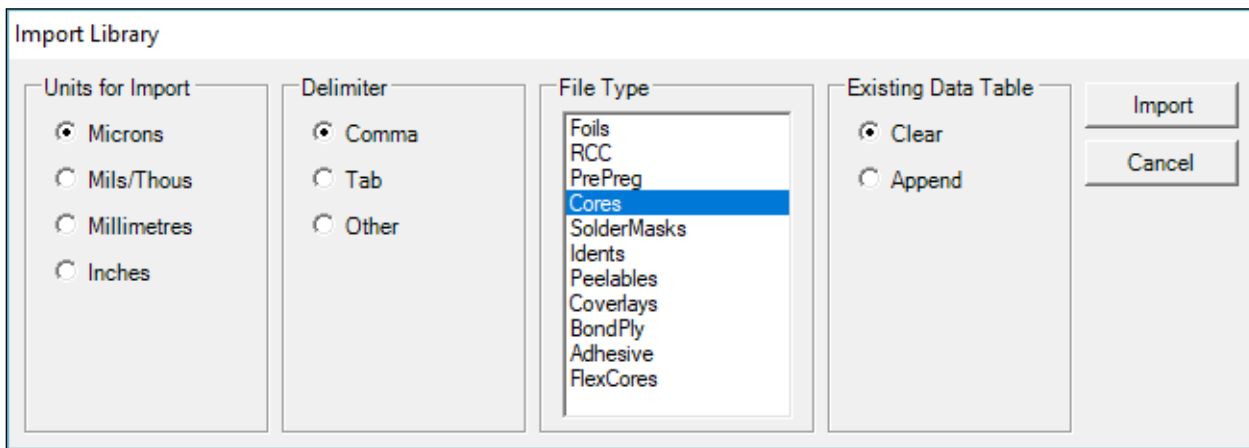 Import Library
Units for Import
Microns
Mils/Thous
Millimetres
Inches
Delimiter
Comma
Tab
Other
File Type
Foils
RCC
PrePreg
Cores
SolderMasks
Idents
Peelables
Coverlays
BondPly
Adhesive
FlexCores
Existing Data Table
Clear
Append
Import
Cancel